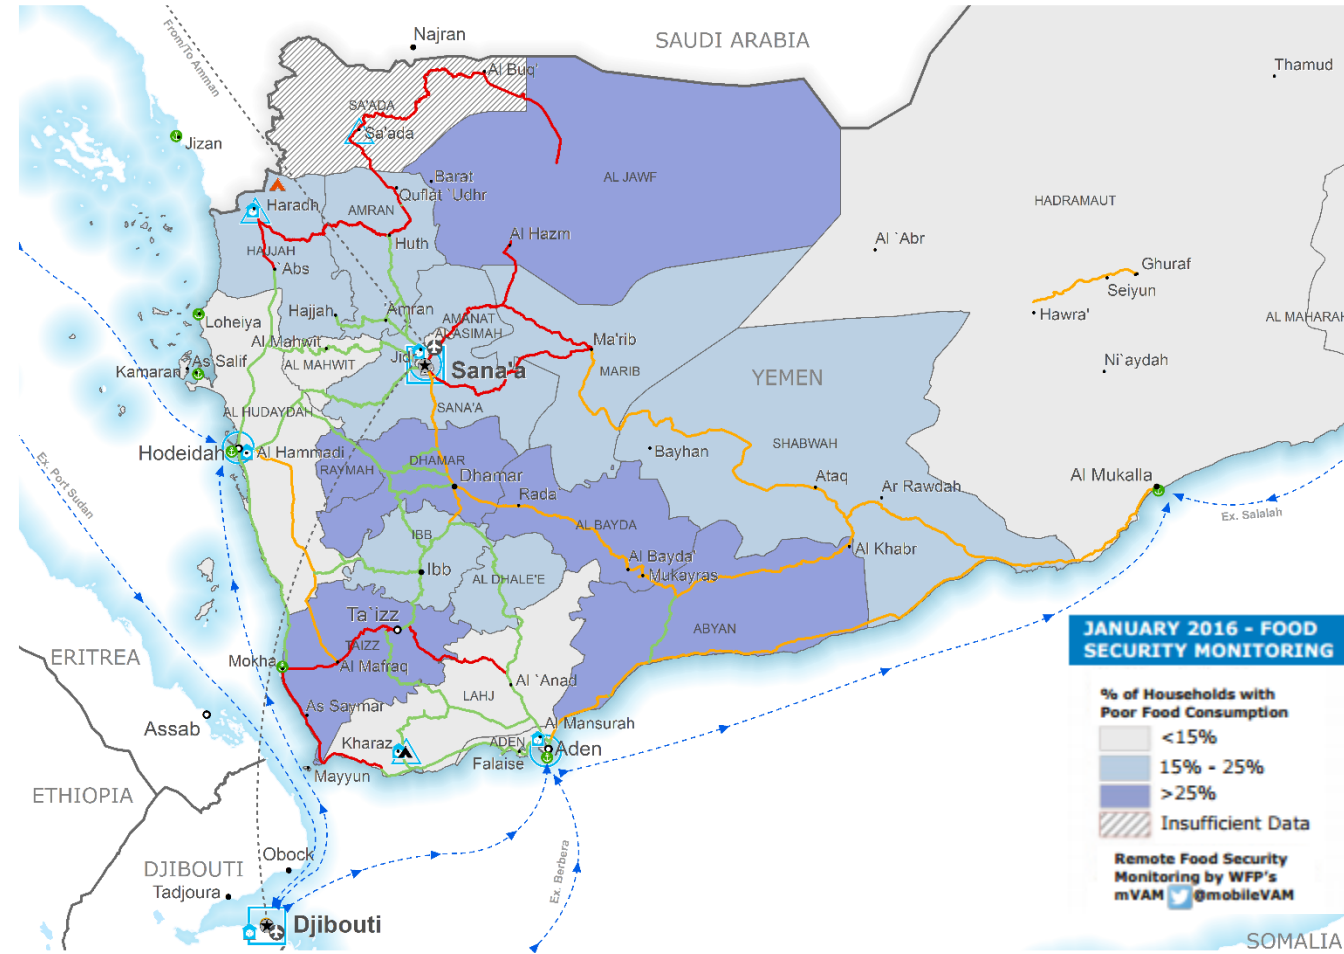 Najran
SAUDI ARABIA
From/To Amman
Thamud
Al Buq'
SA'ADA
Sa'ada
Jizan
Barat
Quflat `Udhr
AL JAWF
HADRAMAUT
Haradh
AMRAN
Al Hazm
Al `Abr
Huth
HAJJAH
`Abs
Ghuraf
Seiyun
Hawra'
AL MAHARAH
Loheiya
Hajjah
Amran
AMANAT
AL ASIMAH
Al Mahwit
Ma'rib
As Salif
Kamaran
AL MAHWIT
Jid
Sana'a
MARIB
YEMEN
Ni`aydah
AL HUDAYDAH
SANA'A
SHABWAH
Hodeidah
Al Hammadi
Bayhan
RAYMAH
DHAMAR
Dhamar
Ataq
Al Mukalla
Ex. Port Sudan
Rada
Ar Rawdah
Ex. Salalah
AL BAYDA
IBB
Al Bayda'
Al Khabr
Ibb
AL DHALE'E
Mukayras
Ta`izz
ABYAN
TAIZZ
ERITREA
Mokha
Al Mafraq
Al `Anad
LAHJ
As Saymar
Assab
Al Mansurah
Kharaz
ADEN
Aden
Falaise
Mayyun
ETHIOPIA
Obock
DJIBOUTI
Tadjoura
Ex. Berbera
Djibouti
SOMALIA
JANUARY 2016 - FOOD
SECURITY MONITORING
% of Households with
Poor Food Consumption
<15%
15% - 25%
>25%
Insufficient Data
Remote Food Security
Monitoring by WFP's
mVAM @mobileVAM